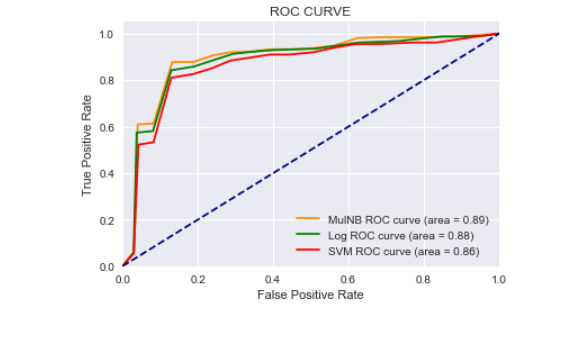 ROC CURVE
1.0
0.8
0.6
0.4
0.2
0.0
True Positive Rate
MulNB ROC curve (area = 0.89)
Log ROC curve (area = 0.88)
SVM ROC curve (area = 0.86)
0.0 0.2 0.4 0.6 0.8 1.0
False Positive Rate